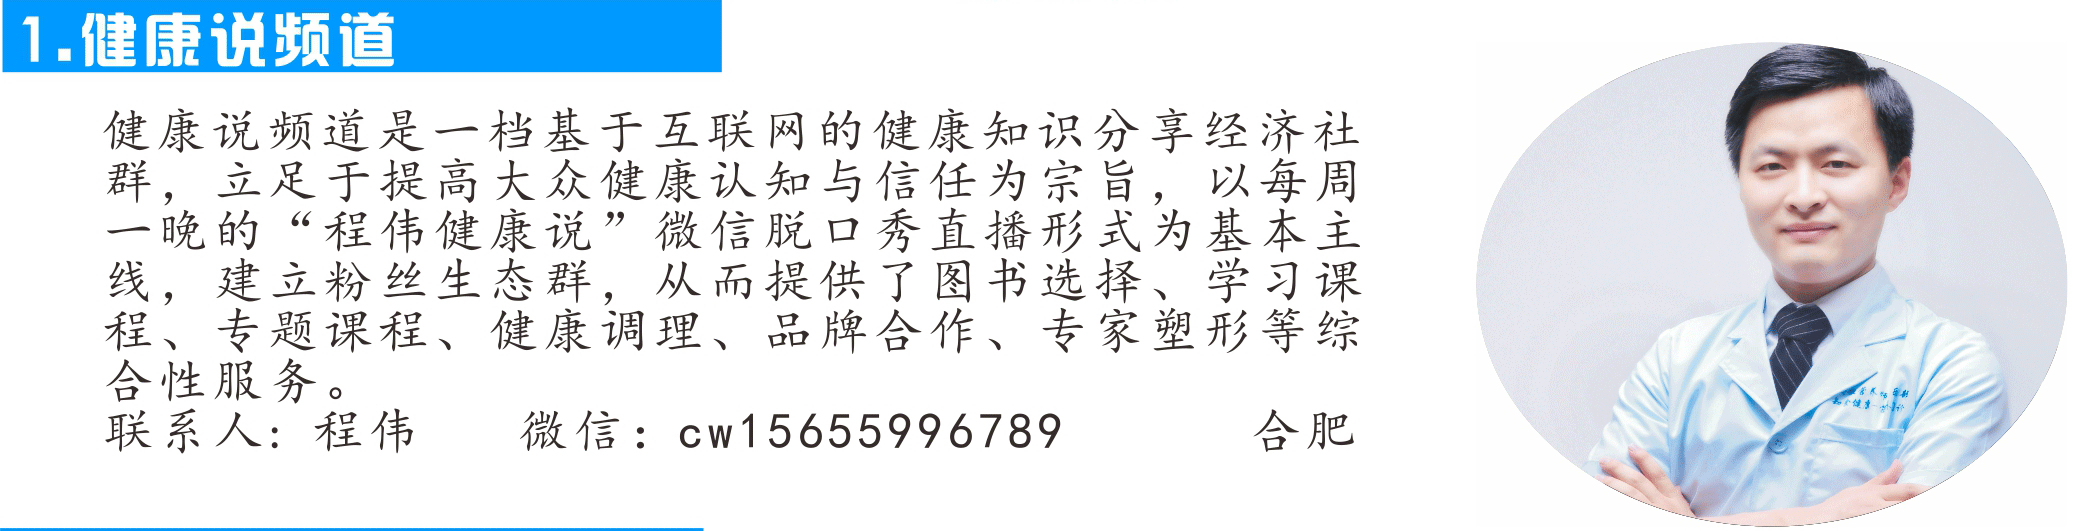 1.健康说频道
健康说频道是一档基于互联网的健康知识分享经济社
群，立足于提高大众健康认知与信任为宗旨，以每周
一晚的“程伟健康说”微信脱口秀直播形式为基本主
线，建立粉丝生态群，从而提供了图书选择、学习课
程、专题课程、健康调理、品牌合作、专家塑形等综
合性服务。
联系人：程伟 微信：cw15655996789 合肥